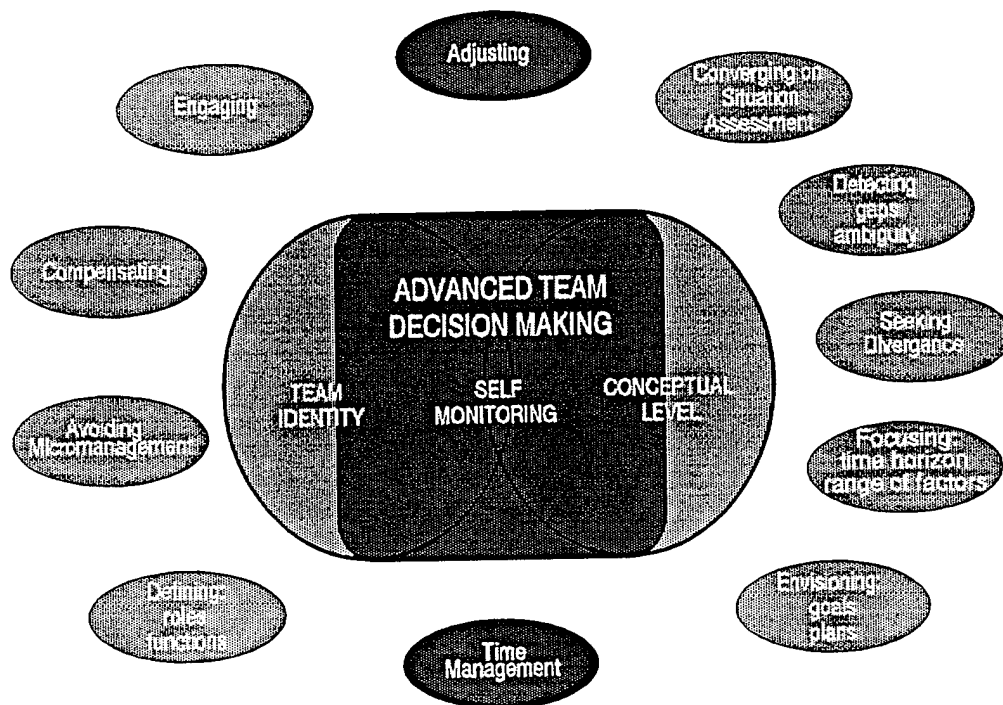 Adjusting
Engaging
Converging on
Situation
Assessment
Detecting
gaps
ambiguity
Compensating
ADVANCED TEAM
DECISION MAKING
Seeking
Divergance
TEAM
IDENTITY
SELF
MONITORING
CONCEPTUAL
LEVEL
Avoiding
Micromanagement
Focusing:
time horizon
range of factors
Defining:
roles
functions
Envisioning:
goals
plans
Time
Management